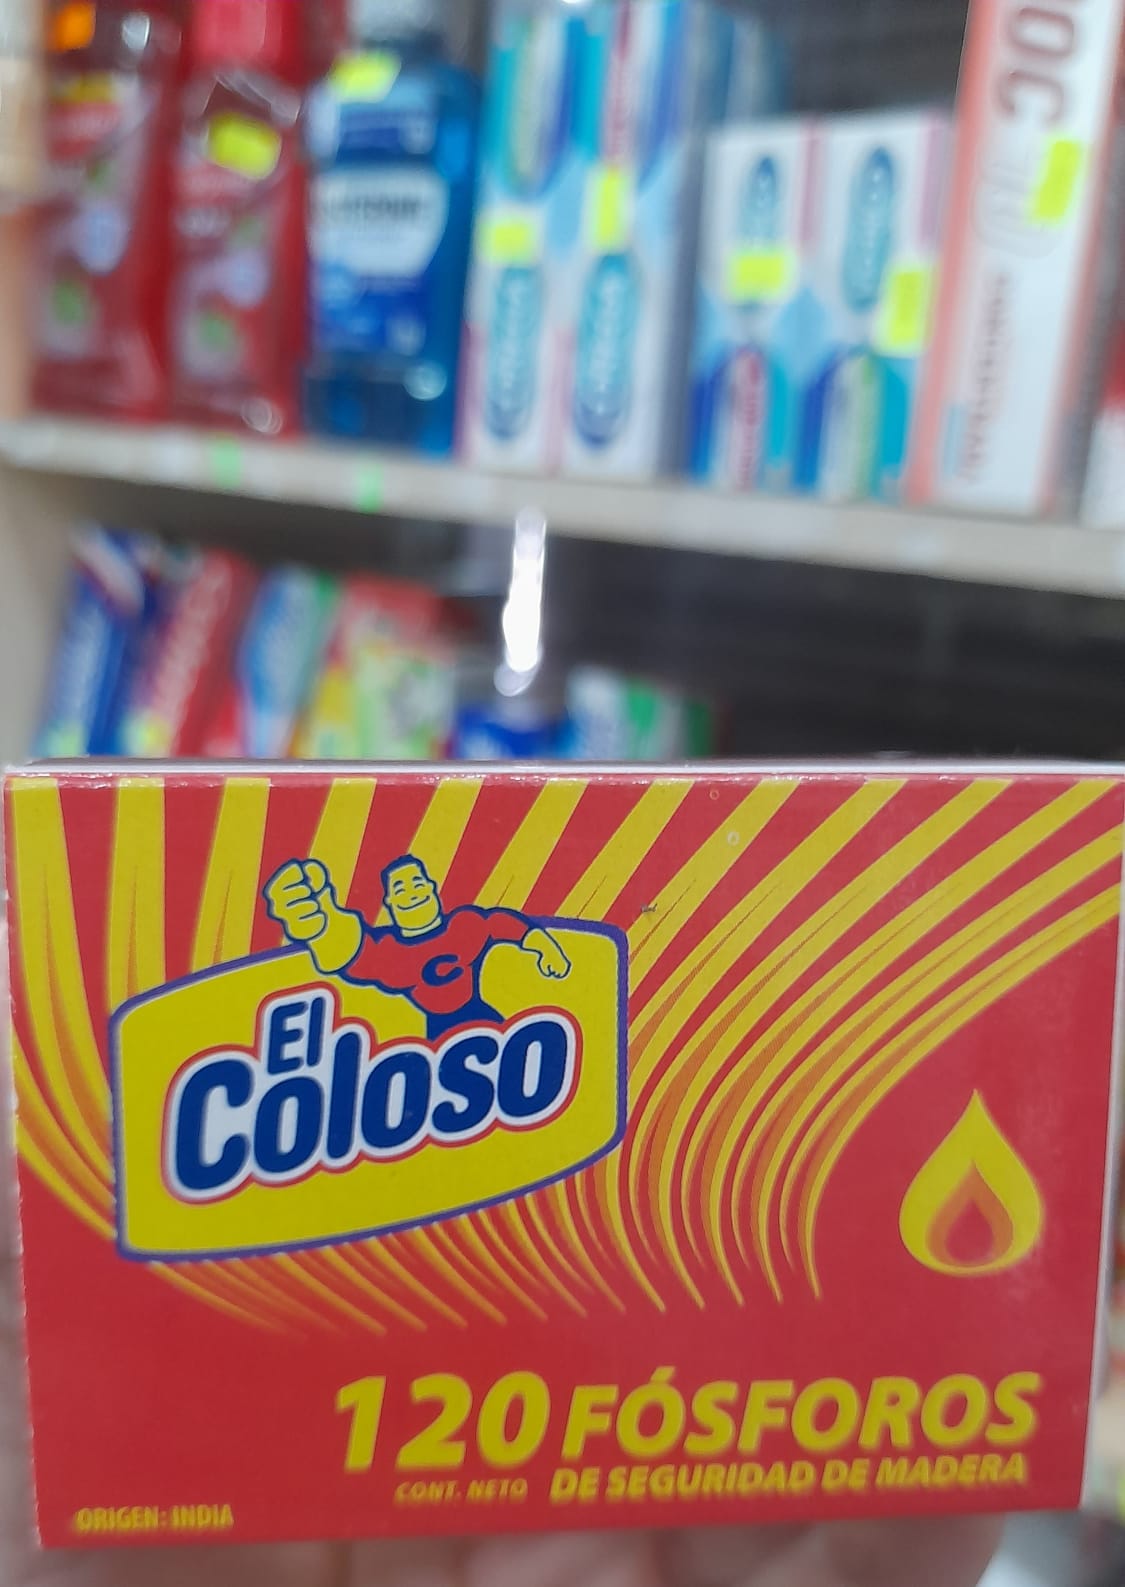 C
El
Coloso
120 FÓSFOROS
CONT. NETO DE SEGURIDAD DE MADERA
ORIGEN: INDIA